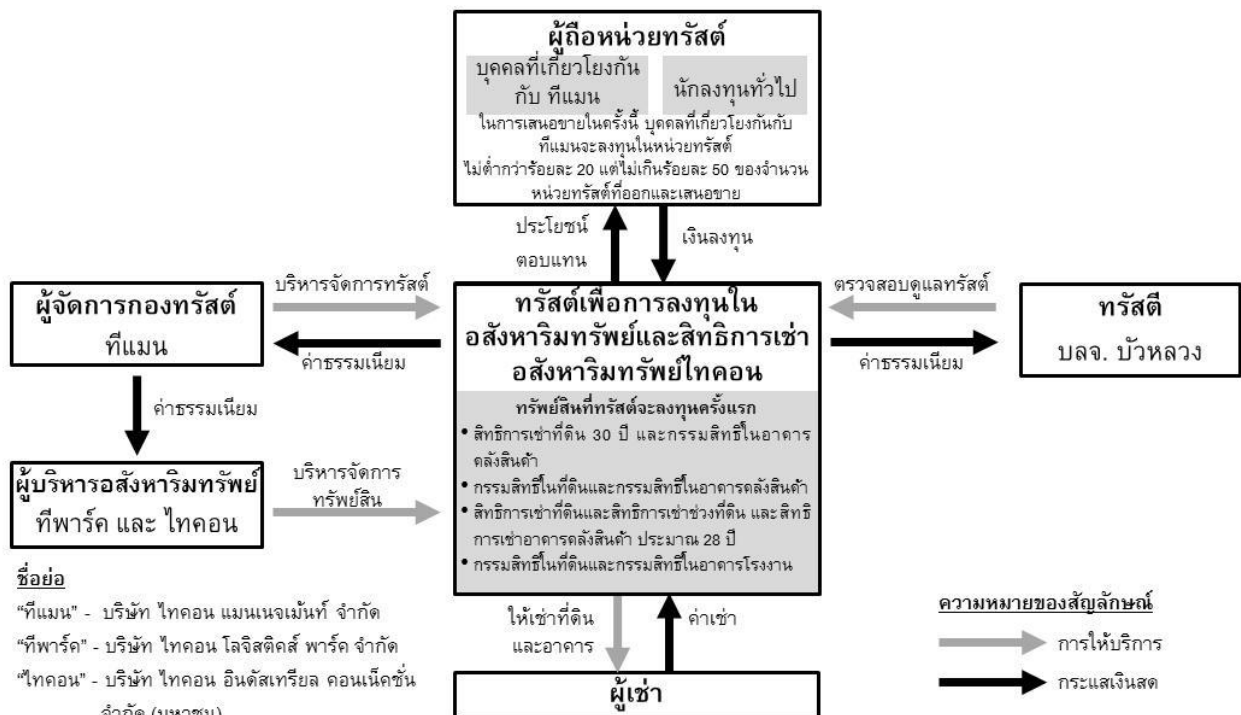 ผู้ถือหน่วยทรัสต์
บุคคลที่เกี่ยวโยงกัน
กับ ทีแมน
นักลงทุนทั่วไป
ในการเสนอขายในครั้งนี้ บุคคลที่เกี่ยวโยงกันกับ
ทีแมนจะลงทุนในหน่วยทรัสต์
ไม่ต่ำกว่าร้อยละ 20 แต่ไม่เกินร้อยละ 50 ของจำนวน
หน่วยทรัสต์ที่ออกและเสนอขาย
ประโยชน์
ตอบแทน
เงินลงทุน
ผู้จัดการกองทรัสต์
ทีแมน
บริหารจัดการทรัสต์
ค่าธรรมเนียม
ทรัสต์เพื่อการลงทุนใน
อสังหาริมทรัพย์และสิทธิการเช่า
อสังหาริมทรัพย์ไทคอน
ตรวจสอบดูแลทรัสต์
ค่าธรรมเนียม
ทรัสตี
บลจ. บัวหลวง
ค่าธรรมเนียม
ทรัพย์สินที่ทรัสต์จะลงทุนครั้งแรก
• สิทธิการเช่าที่ดิน 30 ปี และกรรมสิทธิ์ในอาคาร
คลังสินค้า
• กรรมสิทธิ์ในที่ดินและกรรมสิทธิ์ในอาคารคลังสินค้า
• สิทธิการเช่าที่ดินและสิทธิการเช่าช่วงที่ดิน และสิทธิ
การเช่าอาคารคลังสินค้า ประมาณ 28 ปี
• กรรมสิทธิ์ในที่ดินและกรรมสิทธิ์ในอาคารโรงงาน
ผู้บริหารอสังหาริมทรัพย์
ทีพาร์ค และ ไทคอน
บริหารจัดการ
ทรัพย์สิน
ชื่อย่อ
“ทีแมน” - บริษัท ไทคอน แมนเนจเม้นท์ จำกัด
“ทีพาร์ค” - บริษัท ไทคอน โลจิสติคส์ พาร์ค จำกัด
“ไทคอน” - บริษัท ไทคอน อินดัสเทรียล คอนเน็คชั่น
จำกัด (มหาชน)
ให้เช่าที่ดิน
และอาคาร
ค่าเช่า
ผู้เช่า
ความหมายของสัญลักษณ์
การให้บริการ
กระแสเงินสด